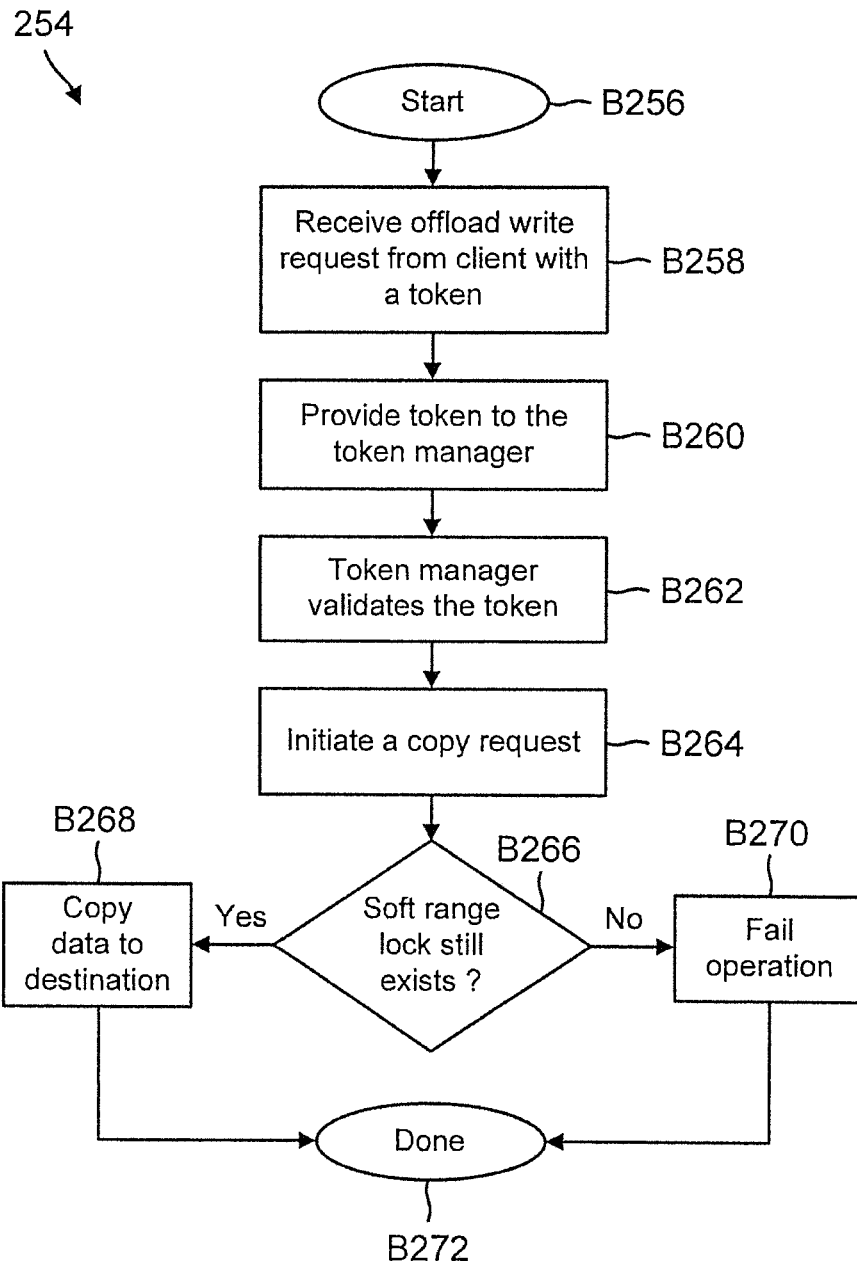 254
Start
B256
Receive offload write
request from client with
a token
B258
Provide token to the
token manager
B260
Token manager
validates the token
B262
Initiate a copy request
B264
B268
B266
B270
Copy
data to
destination
Yes
Soft range
lock still
exists ?
No
Fail
operation
Done
B272